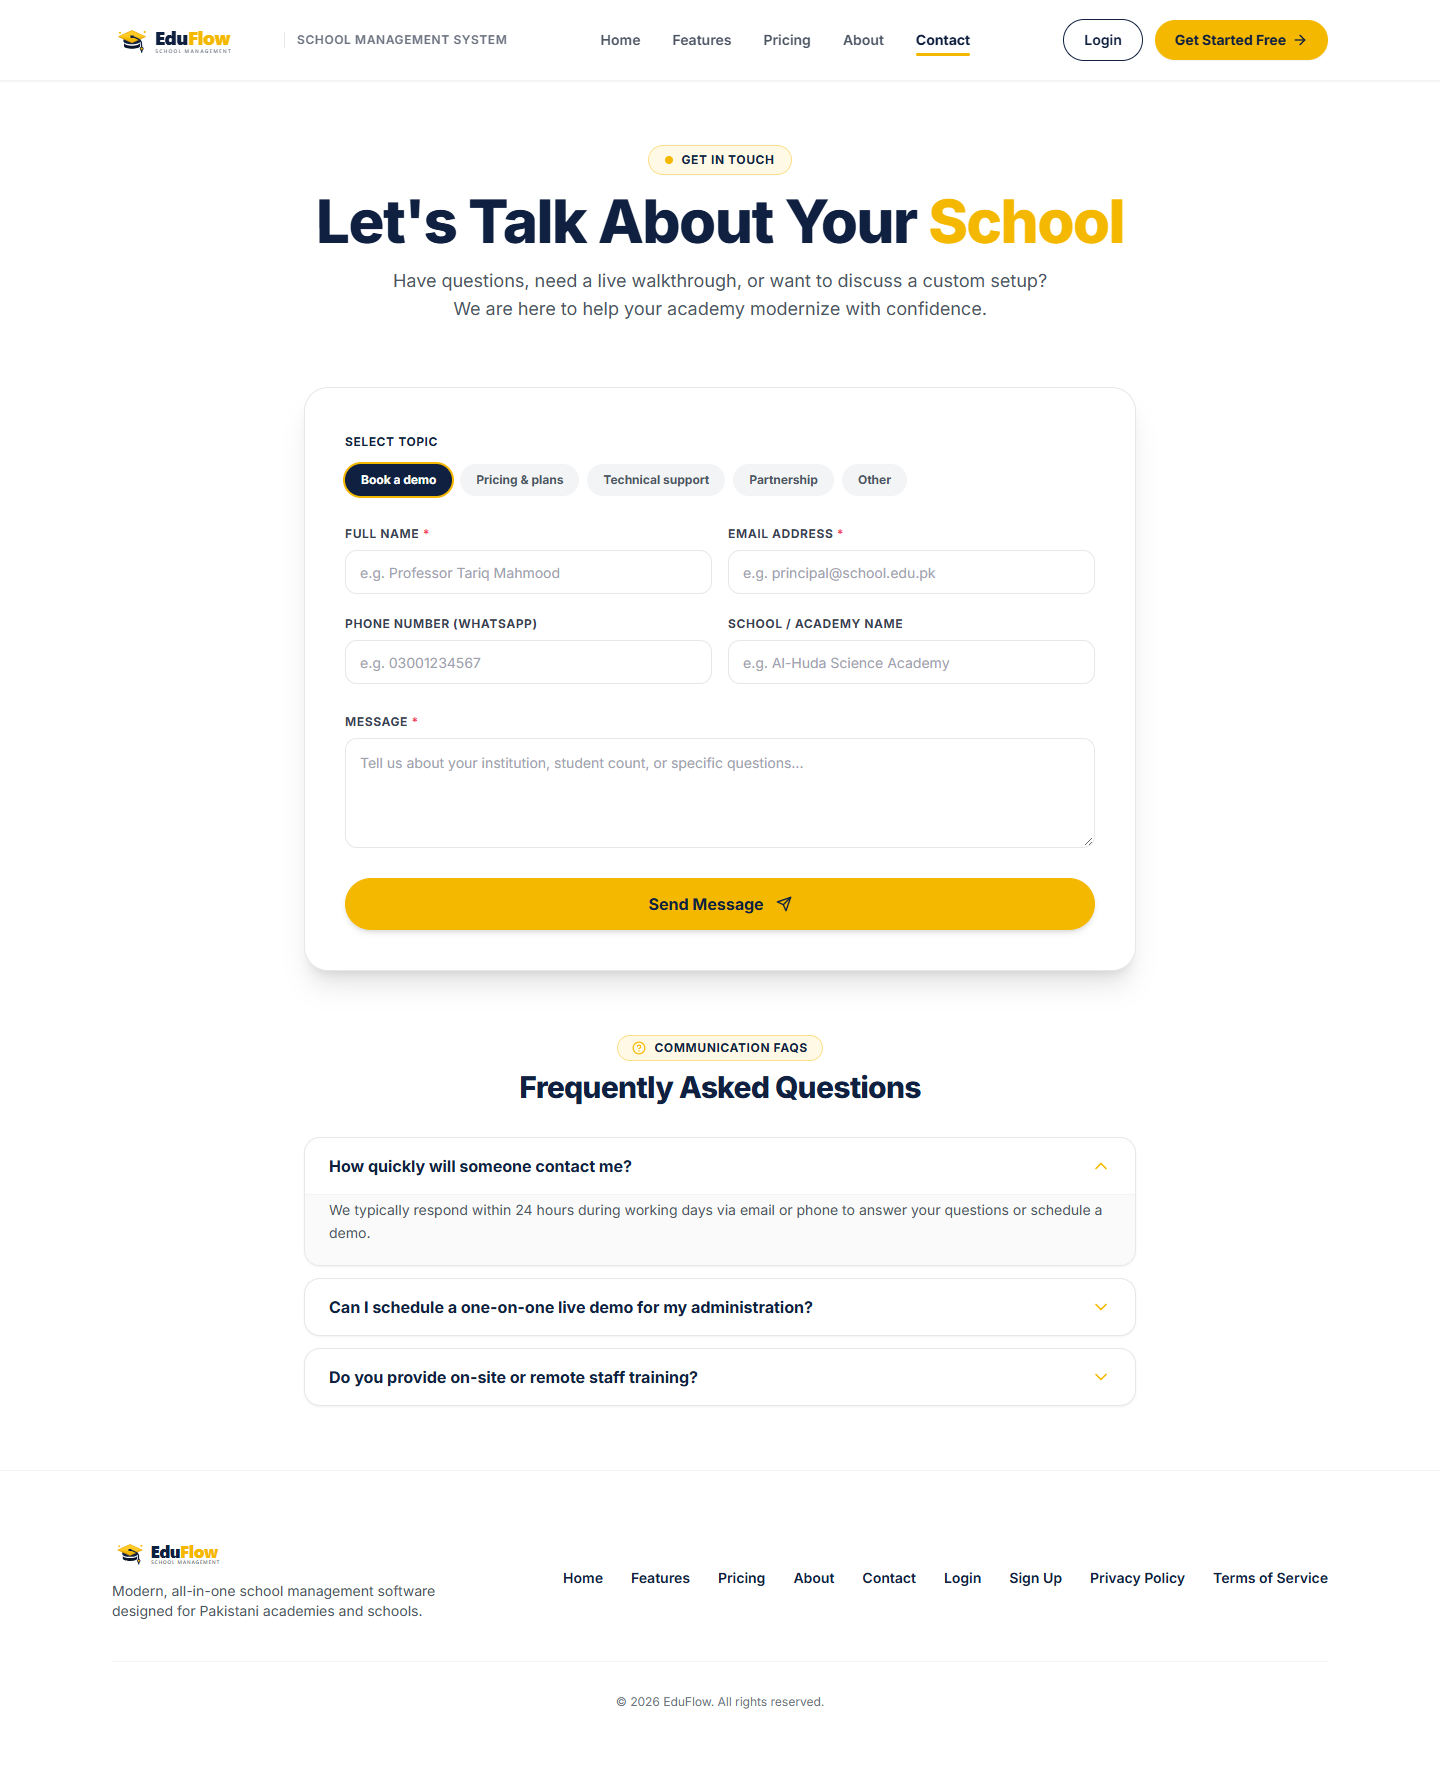 EduFlow
SCHOOL MANAGEMENT
SCHOOL MANAGEMENT SYSTEM
Home
Features
Pricing
About
Contact
Login
Get Started Free
GET IN TOUCH
Let's Talk About Your School
Have questions, need a live walkthrough, or want to discuss a custom setup?
We are here to help your academy modernize with confidence.
SELECT TOPIC
Book a demo
Pricing & plans
Technical support
Partnership
Other
FULL NAME *
EMAIL ADDRESS *
e.g. Professor Tariq Mahmood
e.g. principal@school.edu.pk
PHONE NUMBER (WHATSAPP)
SCHOOL / ACADEMY NAME
e.g. 03001234567
e.g. Al-Huda Science Academy
MESSAGE *
Tell us about your institution, student count, or specific questions...
Send Message
COMMUNICATION FAQS
Frequently Asked Questions
How quickly will someone contact me?
We typically respond within 24 hours during working days via email or phone to answer your questions or schedule a
demo.
Can I schedule a one-on-one live demo for my administration?
Do you provide on-site or remote staff training?
EduFlow
SCHOOL MANAGEMENT
Modern, all-in-one school management software
designed for Pakistani academies and schools.
Home
Features
Pricing
About
Contact
Login
Sign Up
Privacy Policy
Terms of Service
© 2026 EduFlow. All rights reserved.